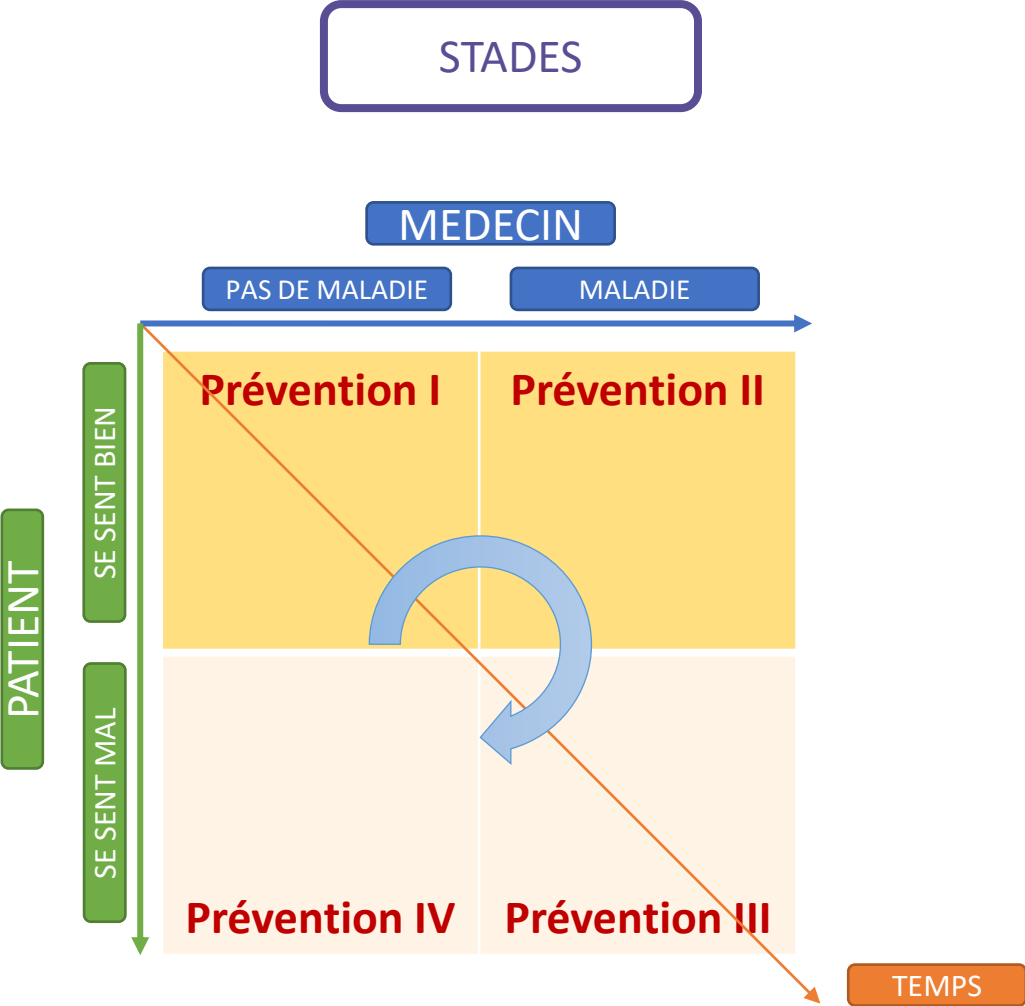 STADES
MEDECIN
PAS DE MALADIE
MALADIE
PATIENT
SE SENT BIEN
SE SENT MAL
Prévention I
Prévention II
Prévention IV
Prévention III
TEMPS